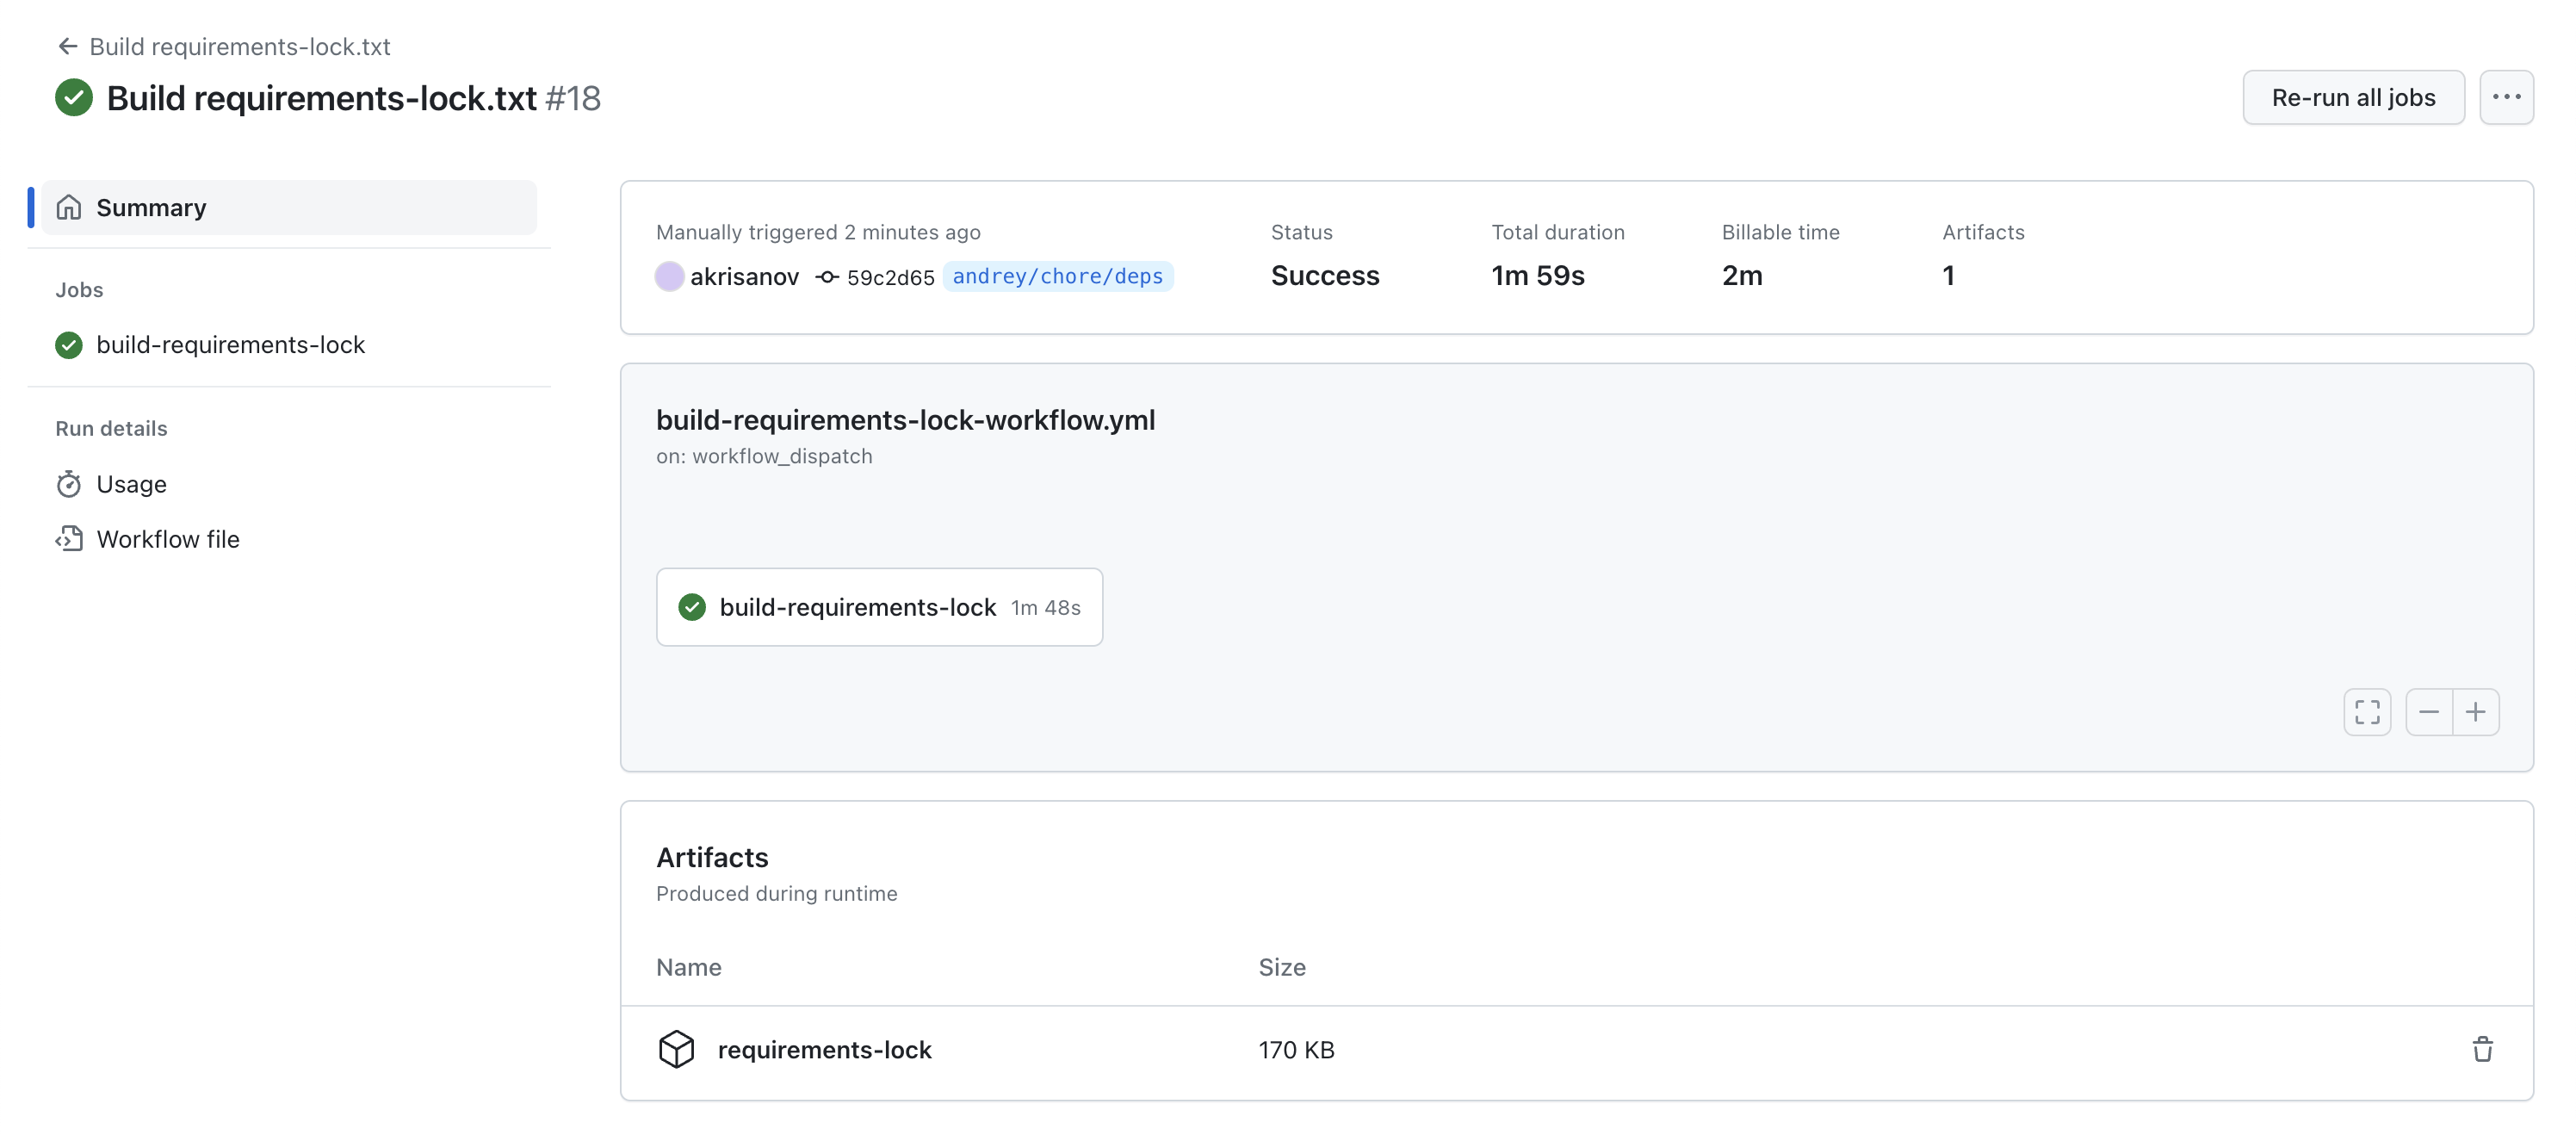 Build requirements-lock.txt
Build requirements-lock.txt #18
Re-run all jobs
Summary
Jobs
build-requirements-lock
Run details
Usage
Workflow file
Manually triggered 2 minutes ago
akrisanov 59c2d65 andrey/chore/deps
Status
Success
Total duration
1m 59s
Billable time
2m
Artifacts
1
build-requirements-lock-workflow.yml
on: workflow_dispatch
build-requirements-lock 1m 48s
Artifacts
Produced during runtime
Name Size
requirements-lock 170 KB